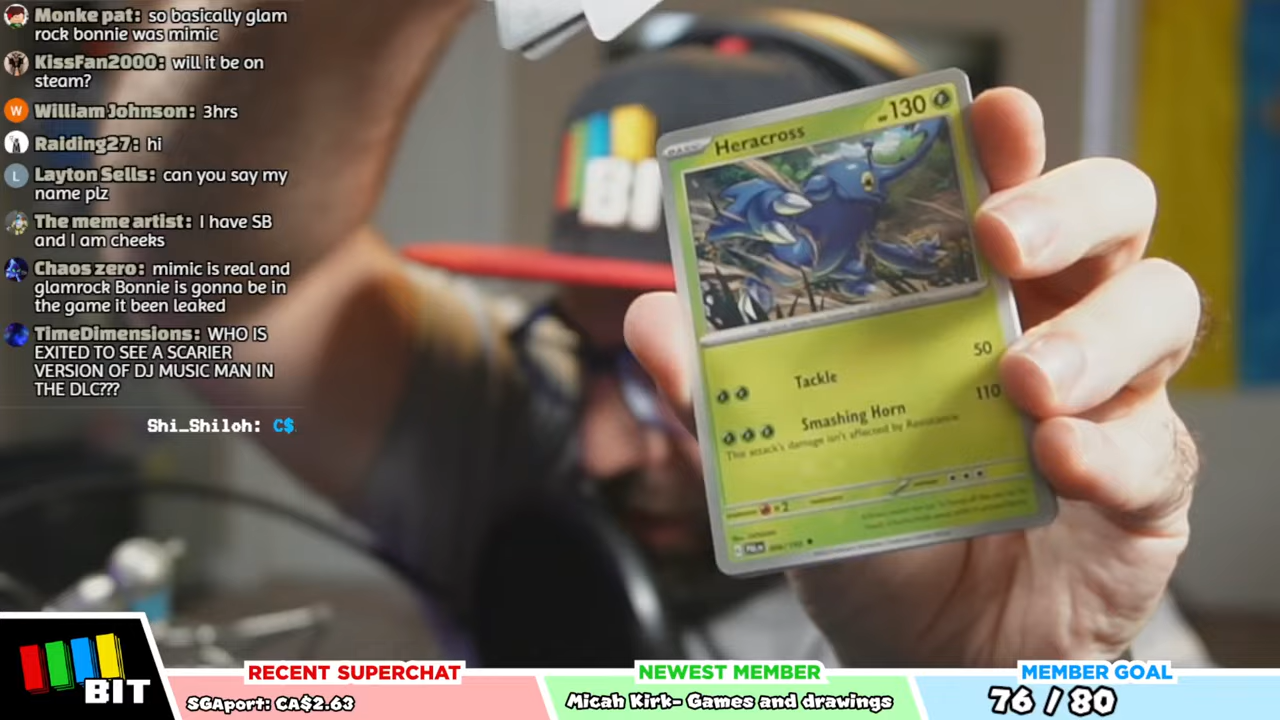 Monke pat: so basically glam
rock bonnie was mimic
KissFan2000: will it be on
steam?
William Johnson: 3hrs
Raiding27: hi
Layton Sells: can you say my
name plz
The meme artist: I have SB
and I am cheeks
Chaos zero: mimic is real and
glamrock Bonnie is gonna be in
the game it been leaked
TimeDimensions: WHO IS
EXITED TO SEE A SCARIER
VERSION OF DJ MUSIC MAN IN
THE DLC???
Shi_Shiloh: C$
BI
BASIC Heracross HP 130
Tackle 50
Smashing Horn 110
This attack's damage isn't affected by Resistance.
×2
BIT
RECENT SUPERCHAT
SGAport: CA$2.63
NEWEST MEMBER
Micah Kirk- Games and drawings
MEMBER GOAL
76 / 80